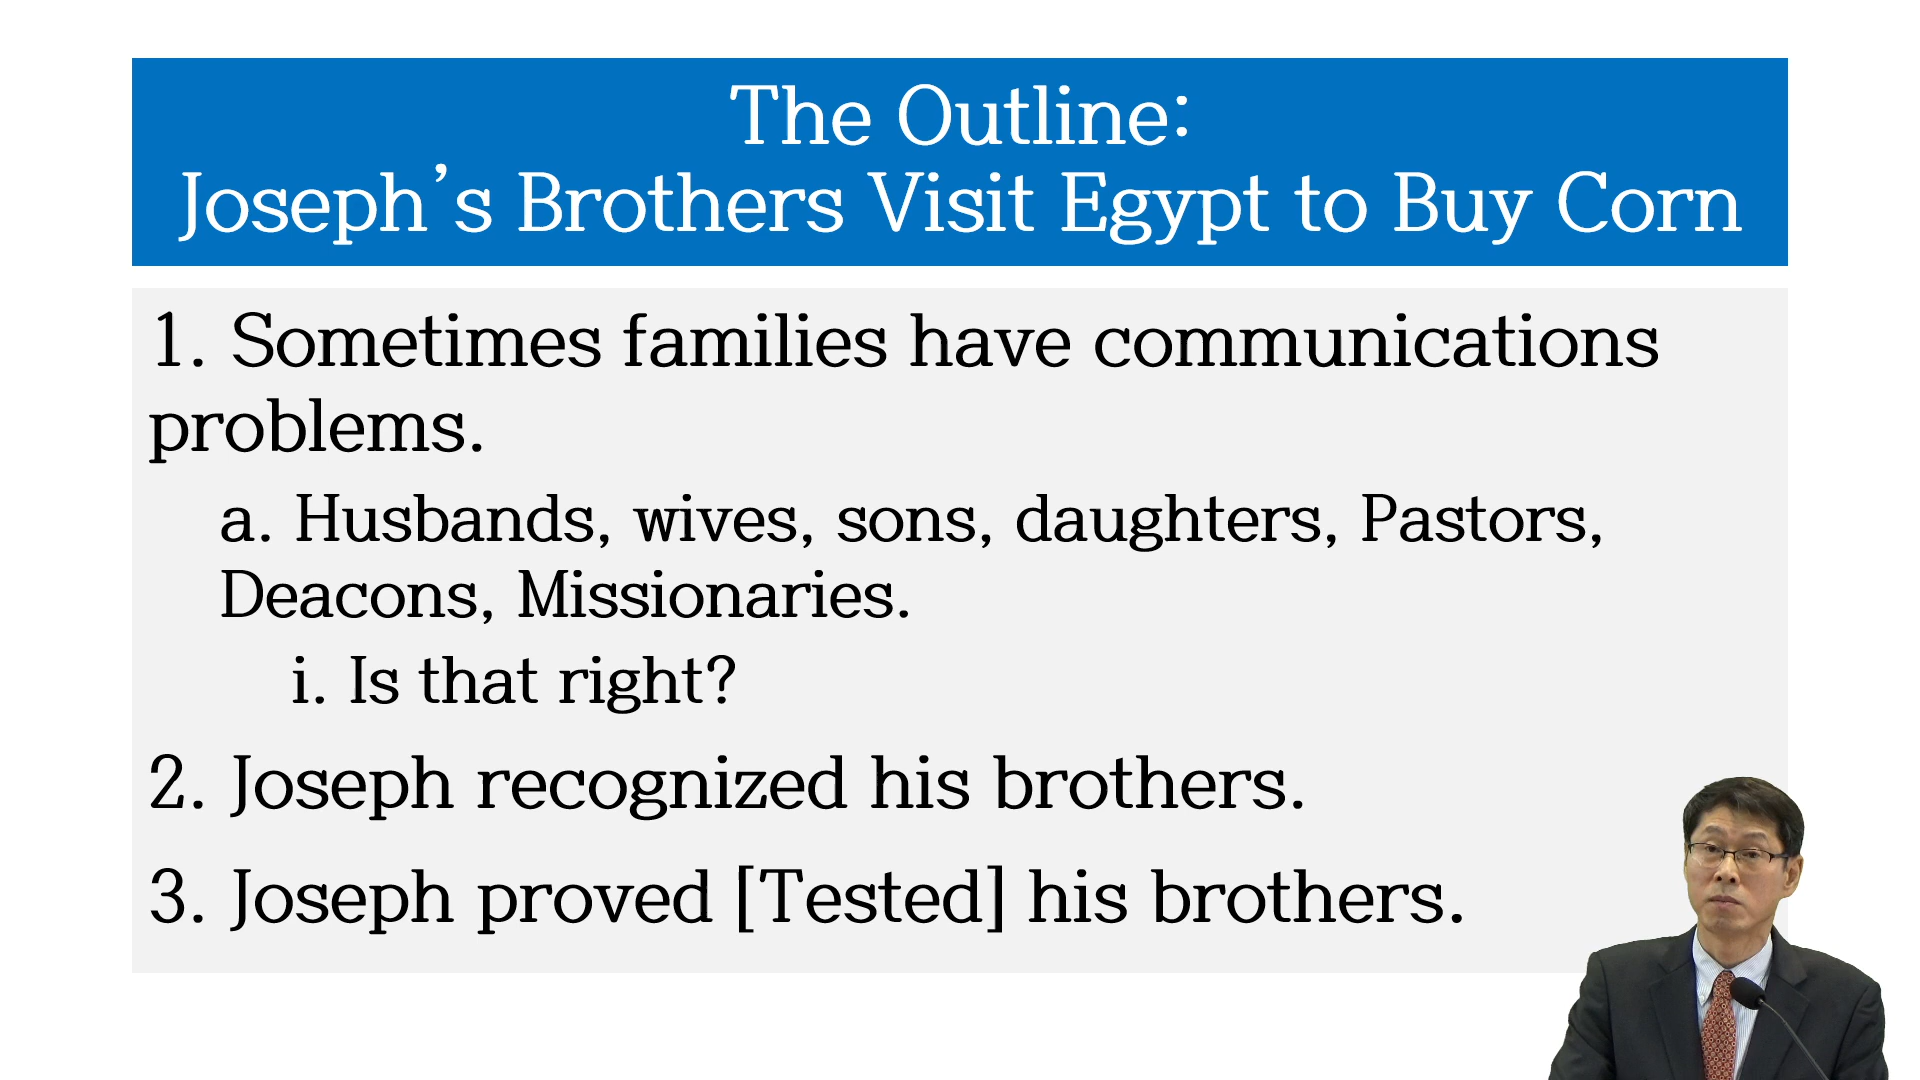 The Outline:
Joseph’s Brothers Visit Egypt to Buy Corn
1. Sometimes families have communications
problems.
a. Husbands, wives, sons, daughters, Pastors,
Deacons, Missionaries.
i. Is that right?
2. Joseph recognized his brothers.
3. Joseph proved [Tested] his brothers.